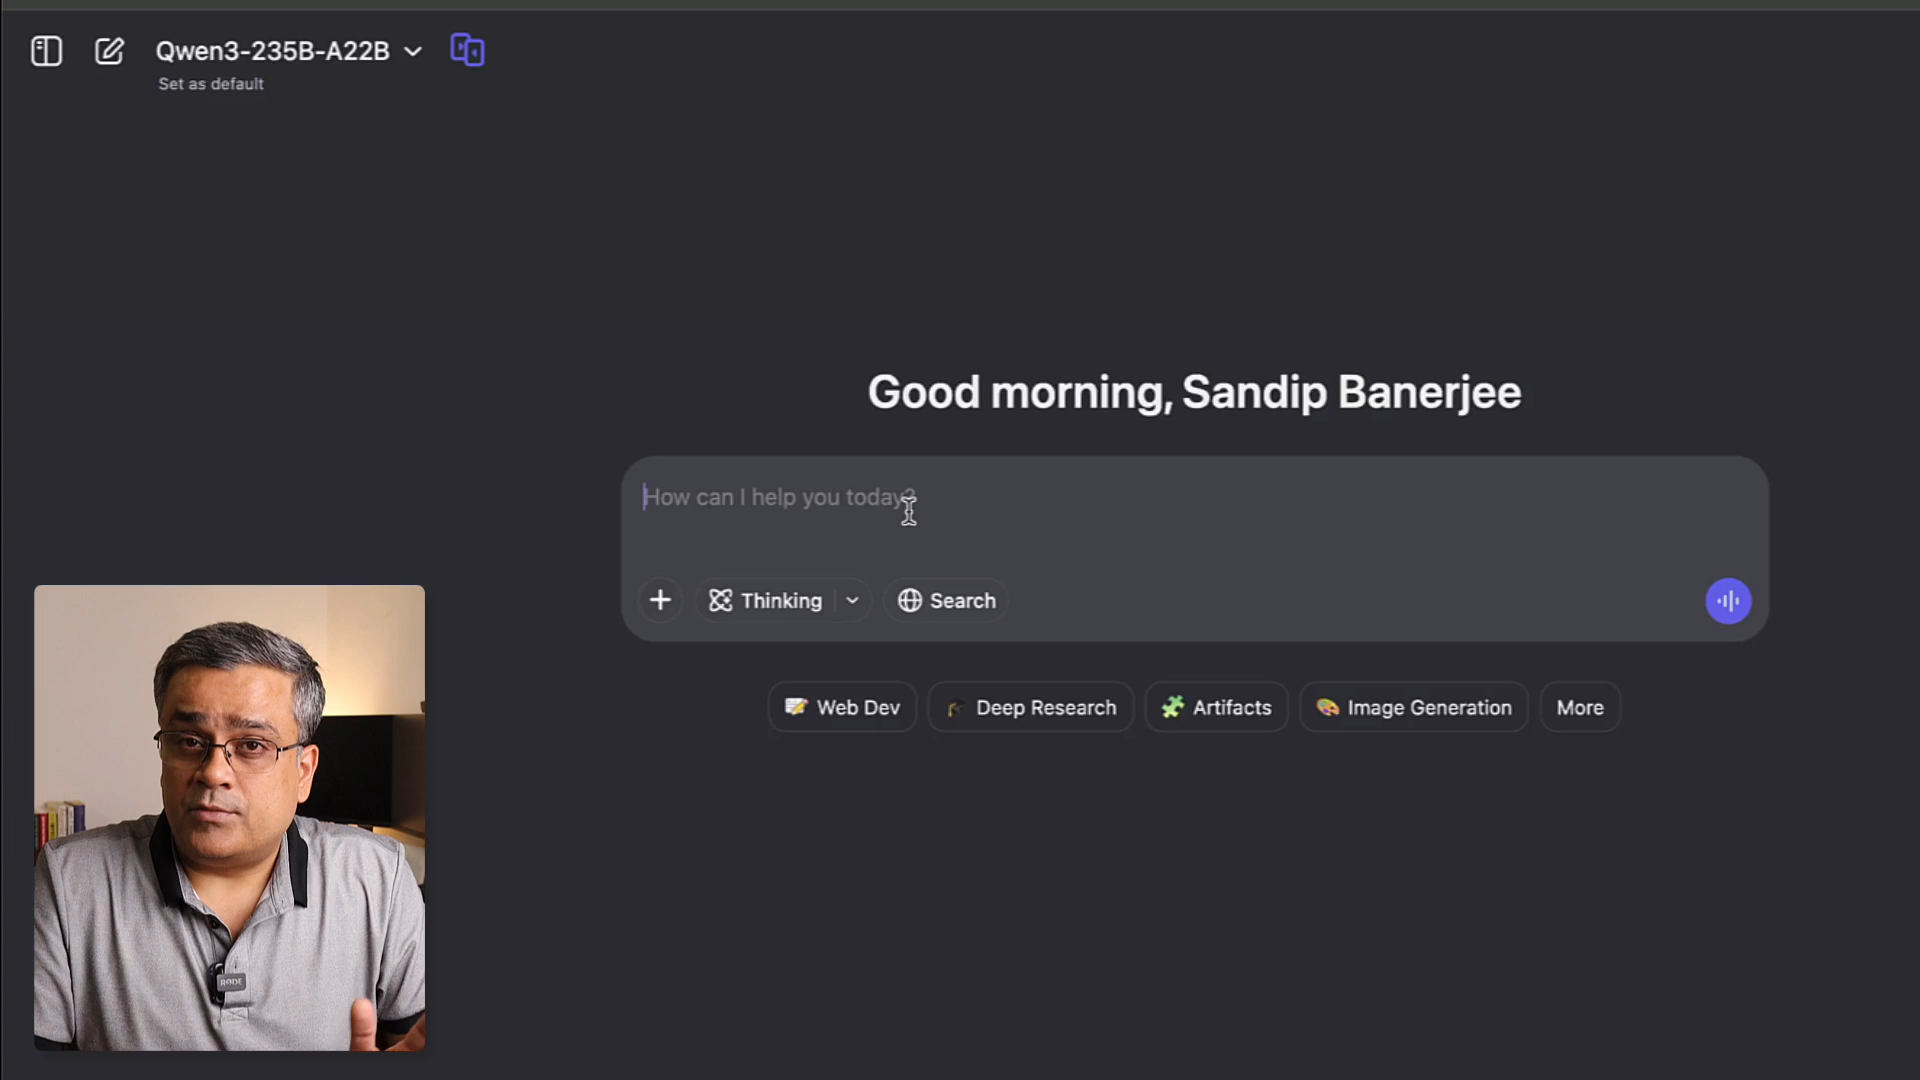 Qwen3-235B-A22B
Set as default
Good morning, Sandip Banerjee
How can I help you today?
Thinking
Search
Web Dev
Deep Research
Artifacts
Image Generation
More
RØDE